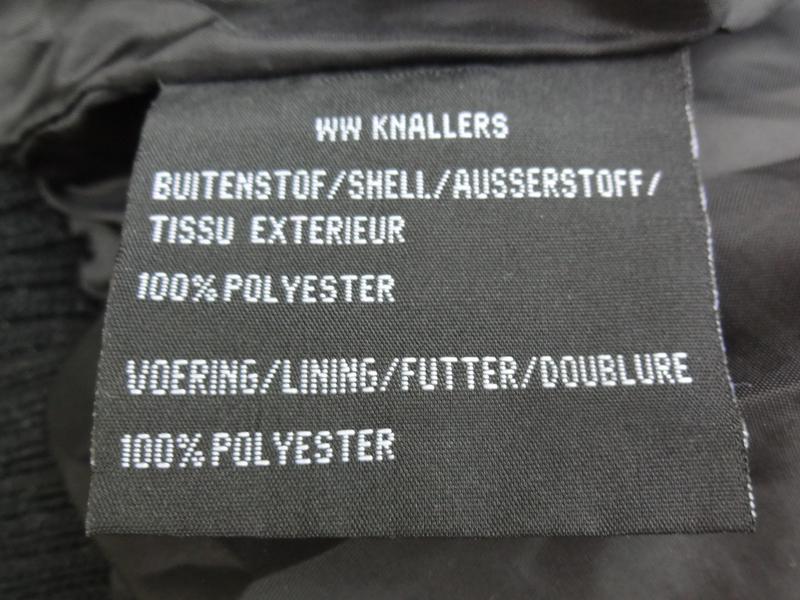 WW KNALLERS
BUITENSTOF/SHELL/AUSSERSTOFF/
TISSU EXTERIEUR
100% POLYESTER
VOERING/LINING/FUTTER/DOUBLURE
100% POLYESTER